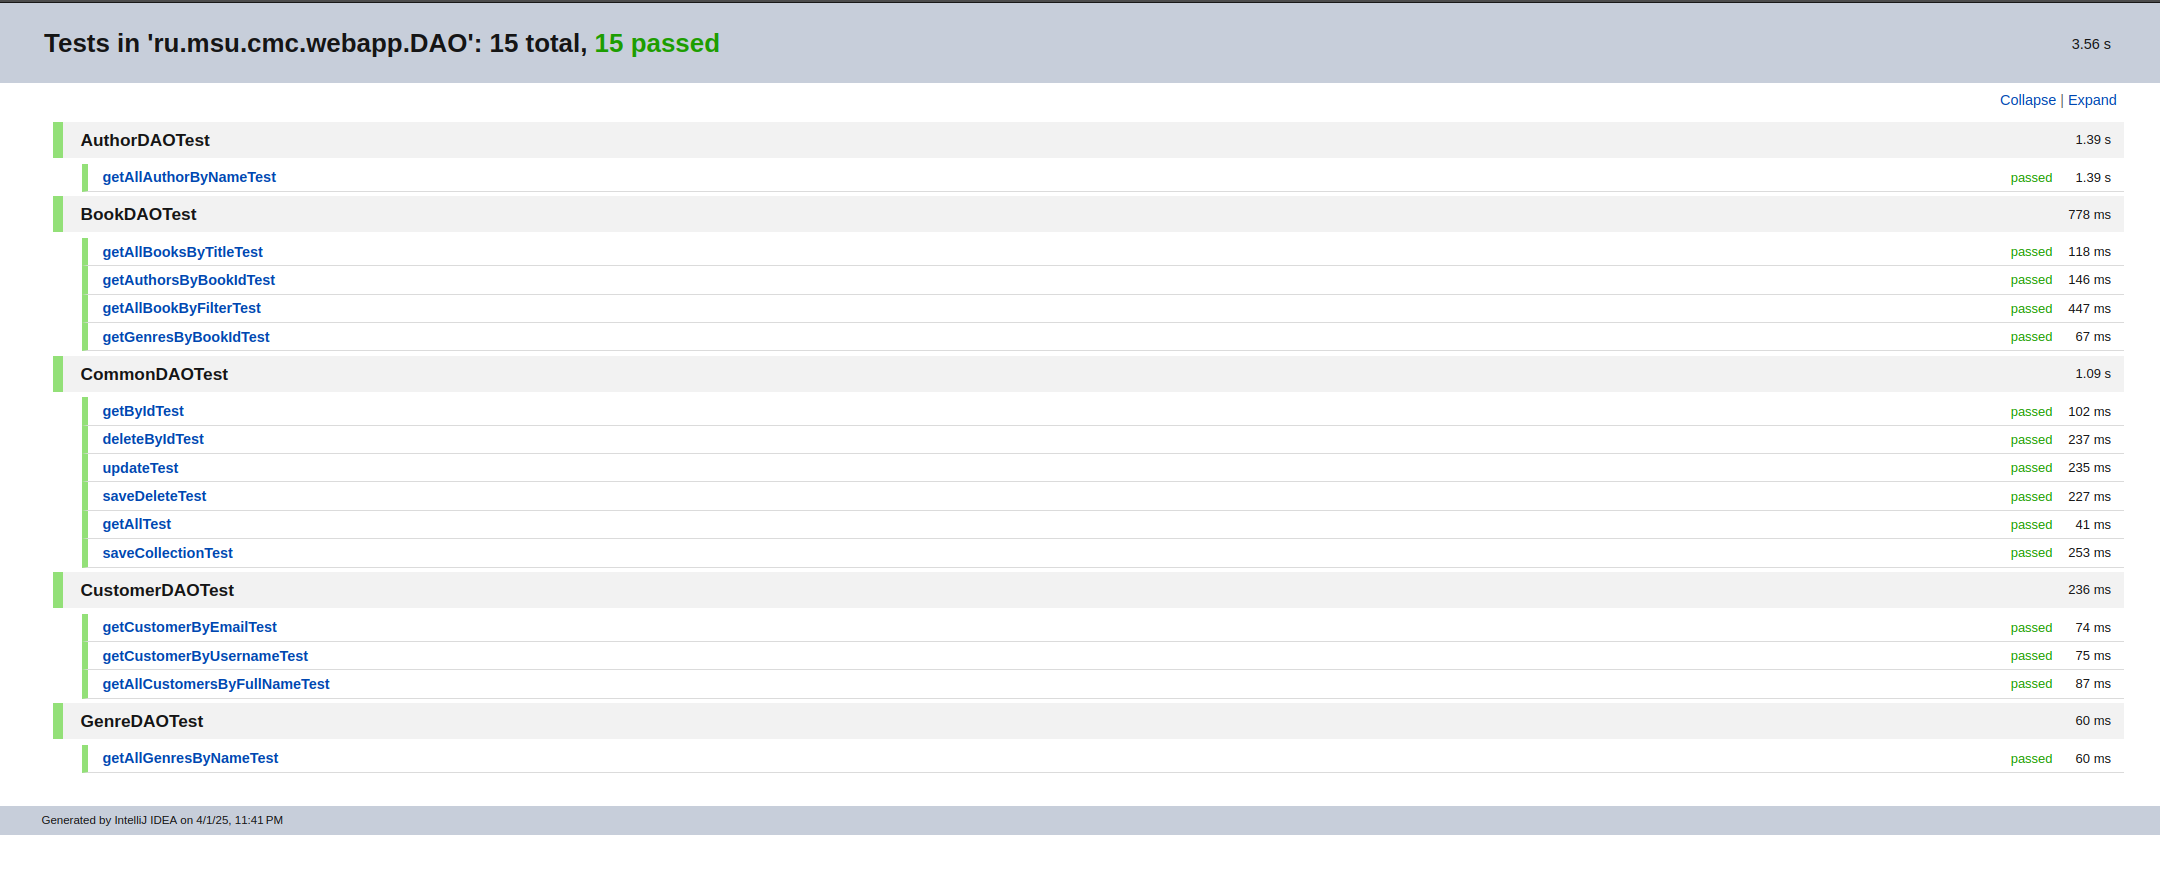 Tests in 'ru.msu.cmc.webapp.DAO': 15 total, 15 passed 3.56 s
Collapse | Expand
AuthorDAOTest 1.39 s
getAllAuthorByNameTest passed 1.39 s
BookDAOTest 778 ms
getAllBooksByTitleTest passed 118 ms
getAuthorsByBookIdTest passed 146 ms
getAllBookByFilterTest passed 447 ms
getGenresByBookIdTest passed 67 ms
CommonDAOTest 1.09 s
getByIdTest passed 102 ms
deleteByIdTest passed 237 ms
updateTest passed 235 ms
saveDeleteTest passed 227 ms
getAllTest passed 41 ms
saveCollectionTest passed 253 ms
CustomerDAOTest 236 ms
getCustomerByEmailTest passed 74 ms
getCustomerByUsernameTest passed 75 ms
getAllCustomersByFullNameTest passed 87 ms
GenreDAOTest 60 ms
getAllGenresByNameTest passed 60 ms
Generated by IntelliJ IDEA on 4/1/25, 11:41 PM